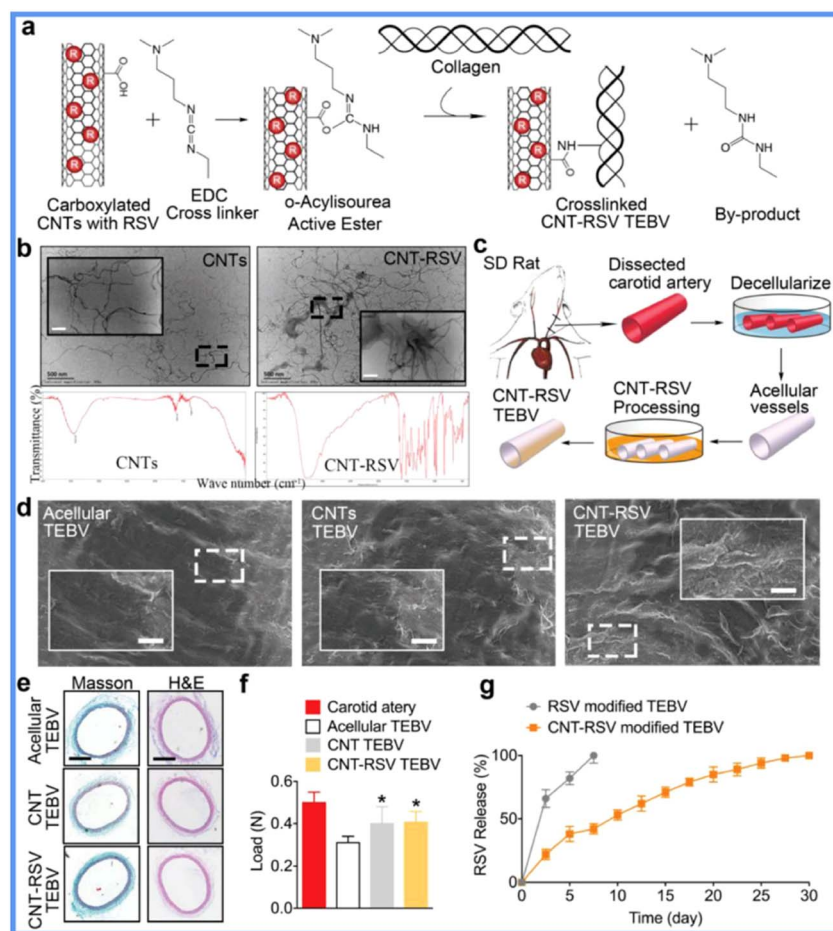 a
Collagen
R
R
R
R
R
O
OH
N
N
N
+
Carboxylated
CNTs with RSV
EDC
Cross linker
R
R
R
R
R
O
O
N
N
NH
o-Acylisourea
Active Ester
R
R
R
R
R
O
NH
Crosslinked
CNT-RSV TEBV
+
N
NH
O
NH
By-product
b
CNTs
500 nm
CNT-RSV
500 nm
Transmittance (%)
CNTs
CNT-RSV
Wave number (cm-1)
c
SD Rat
Dissected
carotid artery
Decellularize
Acellular
vessels
CNT-RSV
Processing
CNT-RSV
TEBV
d
Acellular
TEBV
CNTs
TEBV
CNT-RSV
TEBV
e
Masson
H&E
Acellular
TEBV
CNT
TEBV
CNT-RSV
TEBV
f
Carotid atery
Acellular TEBV
CNT TEBV
CNT-RSV TEBV
Load (N)
0.6
0.4
0.2
0.0
*
*
g
RSV modified TEBV
CNT-RSV modified TEBV
RSV Release (%)
100
50
0
0
5
10
15
20
25
30
Time (day)